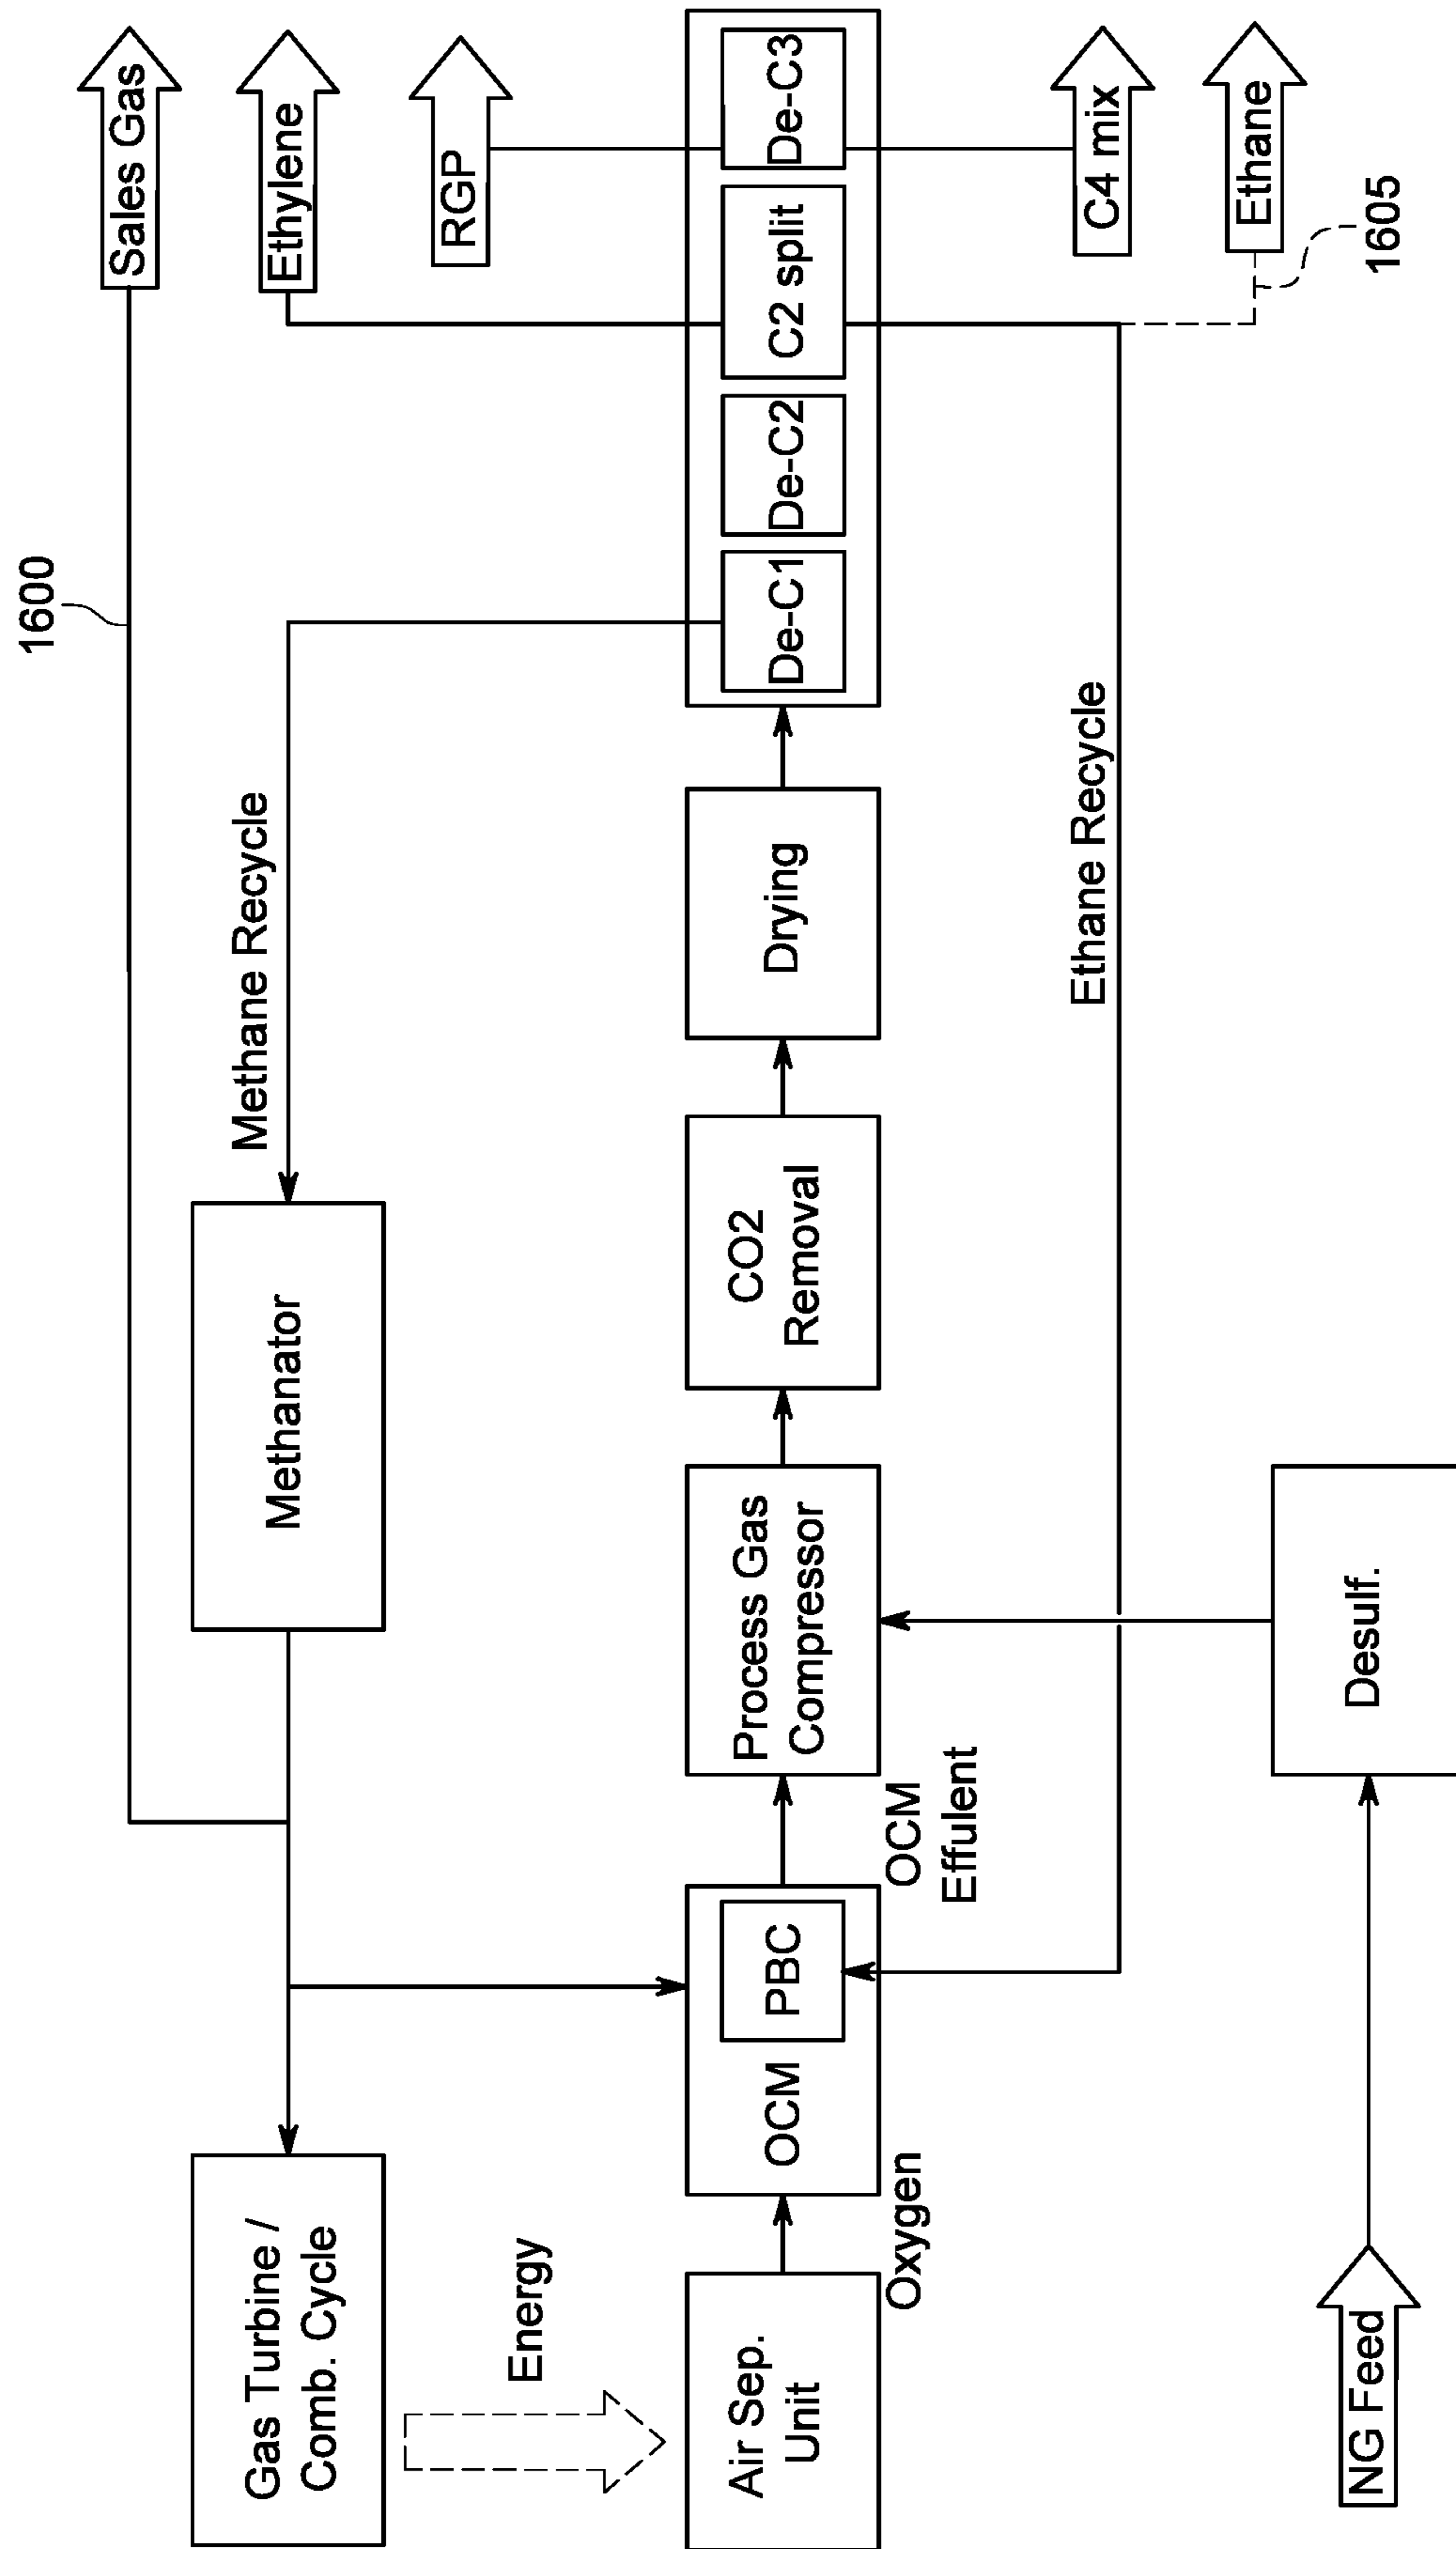 1600
Sales Gas
Gas Turbine /
Comb. Cycle
Methanator
Methane Recycle
Ethylene
RGP
Energy
Air Sep.
Unit
Oxygen
OCM
PBC
OCM
Effulent
Process Gas
Compressor
CO2
Removal
Drying
De-C1
De-C2
C2 split
De-C3
Ethane Recycle
C4 mix
Ethane
1605
NG Feed
Desulf.